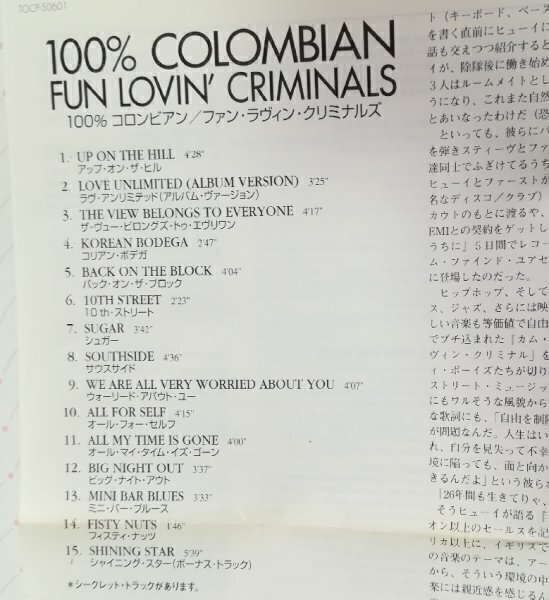 TOCP-50601
100% COLOMBIAN
FUN LOVIN' CRIMINALS
100% コロンビアン／ファン・ラヴィン・クリミナルズ
1. UP ON THE HILL 4'28"
アップ・オン・ザ・ヒル
2. LOVE UNLIMITED (ALBUM VERSION) 3'25"
ラヴ・アンリミテッド(アルバム・ヴァージョン)
3. THE VIEW BELONGS TO EVERYONE 4'17"
ザ・ヴュー・ビロングズ・トゥ・エヴリワン
4. KOREAN BODEGA 2'47"
コリアン・ボデガ
5. BACK ON THE BLOCK 4'04"
バック・オン・ザ・ブロック
6. 10TH STREET 2'23"
10 th・ストリート
7. SUGAR 3'42"
シュガー
8. SOUTHSIDE 4'36"
サウスサイド
9. WE ARE ALL VERY WORRIED ABOUT YOU 4'07"
ウォーリード・アバウト・ユー
10. ALL FOR SELF 4'15"
オール・フォー・セルフ
11. ALL MY TIME IS GONE 4'00"
オール・マイ・タイム・イズ・ゴーン
12. BIG NIGHT OUT 3'37"
ビッグ・ナイト・アウト
13. MINI BAR BLUES 3'33"
ミニ・バー・ブルース
14. FISTY NUTS 1'46"
フィスティ・ナッツ
15. SHINING STAR 5'39"
シャイニング・スター(ボーナス・トラック)
＊シークレット・トラックがあります。
ト (キーボード、ベース
を書く直前にヒューイに
話も交えつつ紹介すると
イが、除隊後に働き始め
３人はルームメイトとし
うになり、これまた自然
とあいなったわけだ (恐
といっても、彼らにバ
を弾きスティーヴとファ
達同士でふざけてるうち
ヒューイとファーストが
名なディスコ／クラブ)
カウトのもとに渡るや、
EMIとの契約をゲットし
うちに」５日間でレコー
ム・ファインド・ユアセ
に登場したのだった。
ヒップホップ、そして
ス、ジャズ、さらには映
しい音楽も等価値で自由
でブチ込まれた『カム・
ヴィン・クリミナル』を
ィ・ボーイズたちが切り
ストリート・ミュージッ
にもワルそうな風貌から
な歌詞にも、「自由を制限
が問題なんだ。人生はい
れ、自分を見失って不幸
境に陥っても、面と向か
きるんだよ」という彼ら
「26年間も生きてりゃ、
そうヒューイが語る『
オン以上のセールスを記
リカ以上に、イギリスで
の音楽のテーマは、アー
から、そういう環境の中
楽には親近感を感じるん